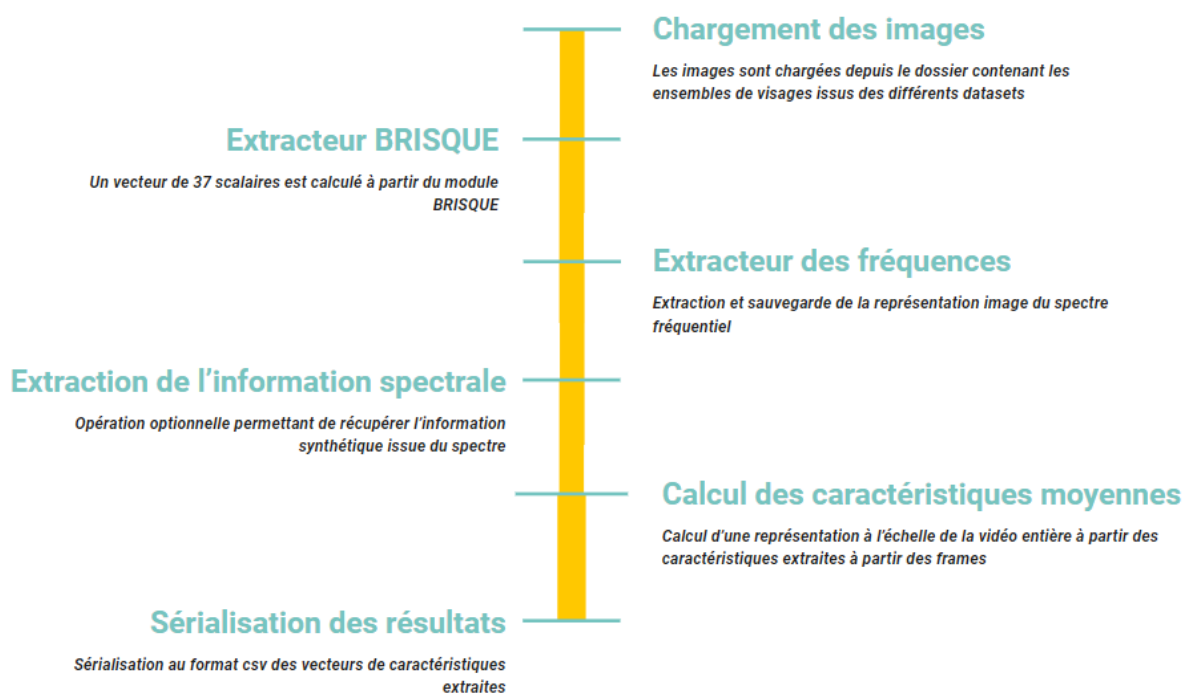 Chargement des images
Les images sont chargées depuis le dossier contenant les
ensembles de visages issus des différents datasets
Extracteur BRISQUE
Un vecteur de 37 scalaires est calculé à partir du module
BRISQUE
Extracteur des fréquences
Extraction et sauvegarde de la représentation image du spectre
fréquentiel
Extraction de l'information spectrale
Opération optionnelle permettant de récupérer l'information
synthétique issue du spectre
Calcul des caractéristiques moyennes
Calcul d'une représentation à l'échelle de la vidéo entière à partir des
caractéristiques extraites à partir des frames
Sérialisation des résultats
Sérialisation au format csv des vecteurs de caractéristiques
extraites